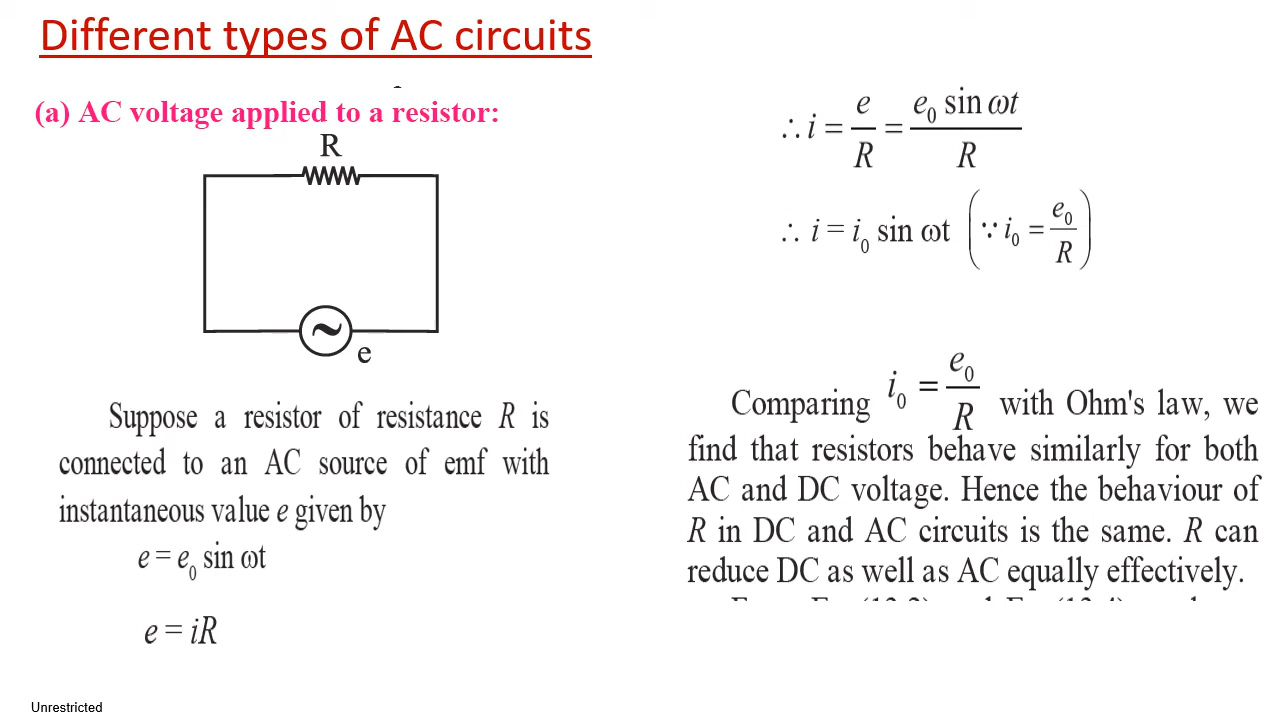 Different types of AC circuits
(a) AC voltage applied to a resistor:
R
~
e
Suppose a resistor of resistance R is
connected to an AC source of emf with
instantaneous value e given by
e = e₀ sin ωt
e = iR
∴ i = e/R = e₀ sin ωt/R
∴ i = i₀ sin ωt (∵ i₀ = e₀/R)
Comparing i₀ = e₀/R with Ohm's law, we
find that resistors behave similarly for both
AC and DC voltage. Hence the behaviour of
R in DC and AC circuits is the same. R can
reduce DC as well as AC equally effectively.
Unrestricted